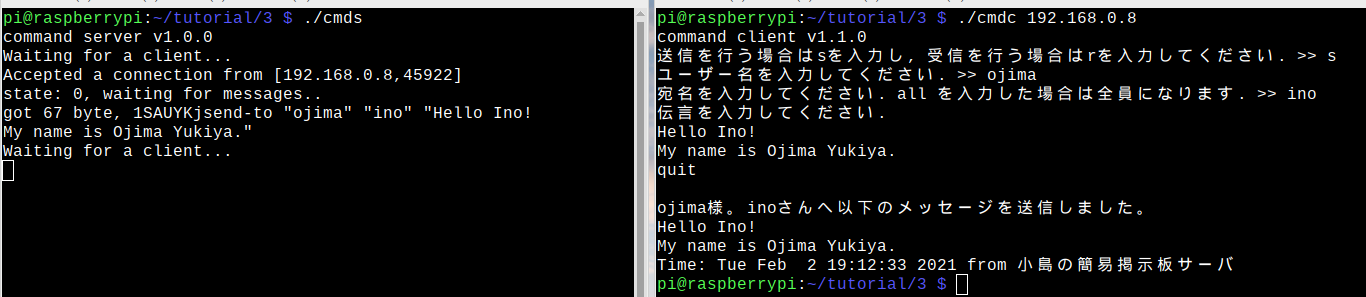 pi@raspberrypi:~/tutorial/3 $ ./cmds
command server v1.0.0
Waiting for a client...
Accepted a connection from [192.168.0.8,45922]
state: 0, waiting for messages..
got 67 byte, 1SAUYKjsend-to "ojima" "ino" "Hello Ino!
My name is Ojima Yukiya."
Waiting for a client...
pi@raspberrypi:~/tutorial/3 $ ./cmdc 192.168.0.8
command client v1.1.0
送信を行う場合はsを入力し, 受信を行う場合はrを入力してください. >> s
ユーザー名を入力してください. >> ojima
宛名を入力してください. all を入力した場合は全員になります. >> ino
伝言を入力してください.
Hello Ino!
My name is Ojima Yukiya.
quit
ojima様。inoさんへ以下のメッセージを送信しました。
Hello Ino!
My name is Ojima Yukiya.
Time: Tue Feb  2 19:12:33 2021 from 小島の簡易掲示板サーバ
pi@raspberrypi:~/tutorial/3 $